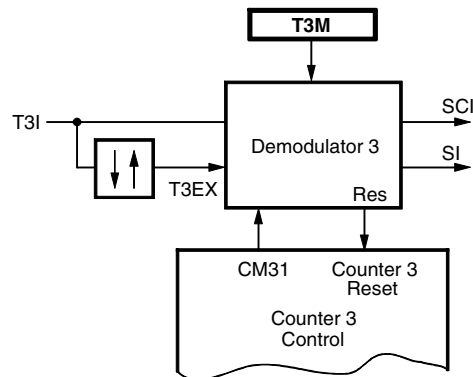 T3M
T3I
Demodulator 3
SCI
SI
T3EX
Res
CM31
Counter 3
Reset
Counter 3
Control